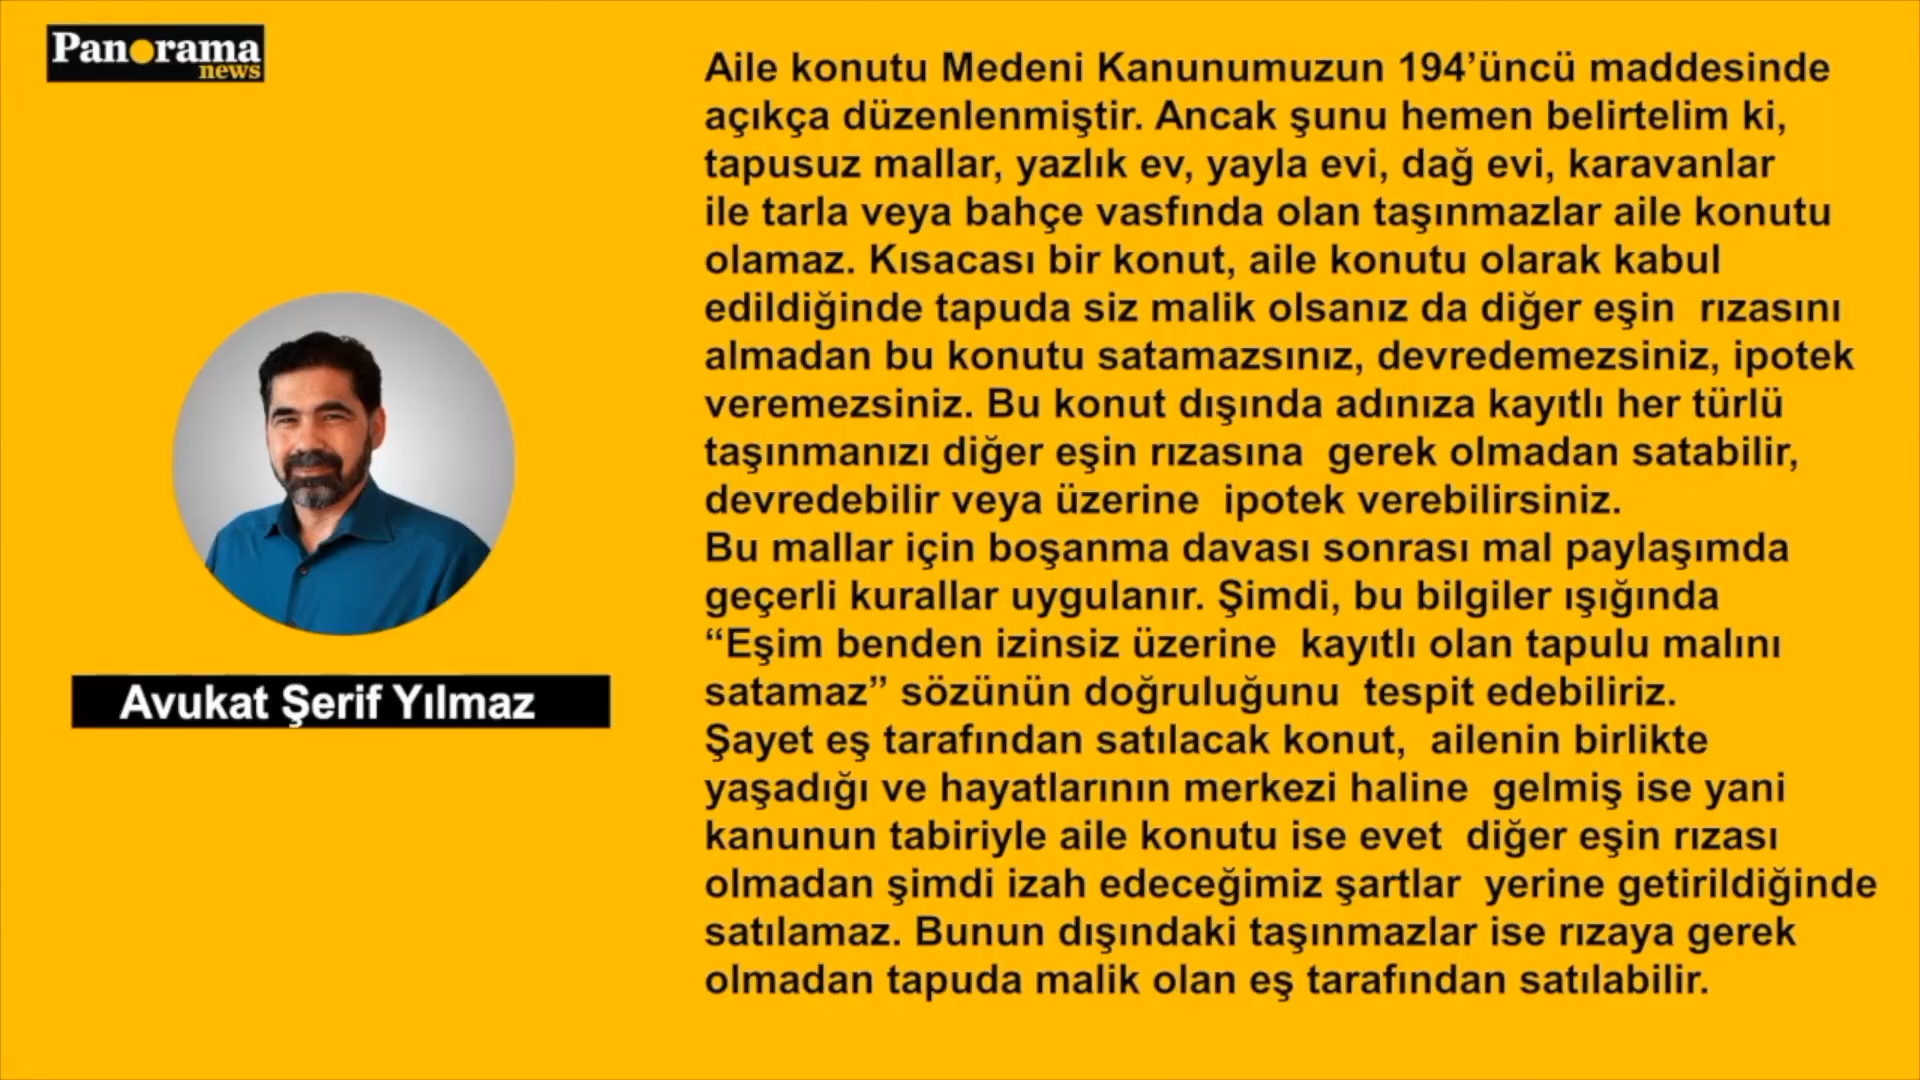 Panorama
news
Aile konutu Medeni Kanunumuzun 194’üncü maddesinde
açıkça düzenlenmiştir. Ancak şunu hemen belirtelim ki,
tapusuz mallar, yazlık ev, yayla evi, dağ evi, karavanlar
ile tarla veya bahçe vasfında olan taşınmazlar aile konutu
olamaz. Kısacası bir konut, aile konutu olarak kabul
edildiğinde tapuda siz malik olsanız da diğer eşin  rızasını
almadan bu konutu satamazsınız, devredemezsiniz, ipotek
veremezsiniz. Bu konut dışında adınıza kayıtlı her türlü
taşınmanızı diğer eşin rızasına  gerek olmadan satabilir,
devredebilir veya üzerine  ipotek verebilirsiniz.
Bu mallar için boşanma davası sonrası mal paylaşımda
geçerli kurallar uygulanır. Şimdi, bu bilgiler ışığında
“Eşim benden izinsiz üzerine  kayıtlı olan tapulu malını
satamaz” sözünün doğruluğunu  tespit edebiliriz.
Şayet eş tarafından satılacak konut,  ailenin birlikte
yaşadığı ve hayatlarının merkezi haline  gelmiş ise yani
kanunun tabiriyle aile konutu ise evet  diğer eşin rızası
olmadan şimdi izah edeceğimiz şartlar  yerine getirildiğinde
satılamaz. Bunun dışındaki taşınmazlar ise rızaya gerek
olmadan tapuda malik olan eş tarafından satılabilir.
Avukat Şerif Yılmaz